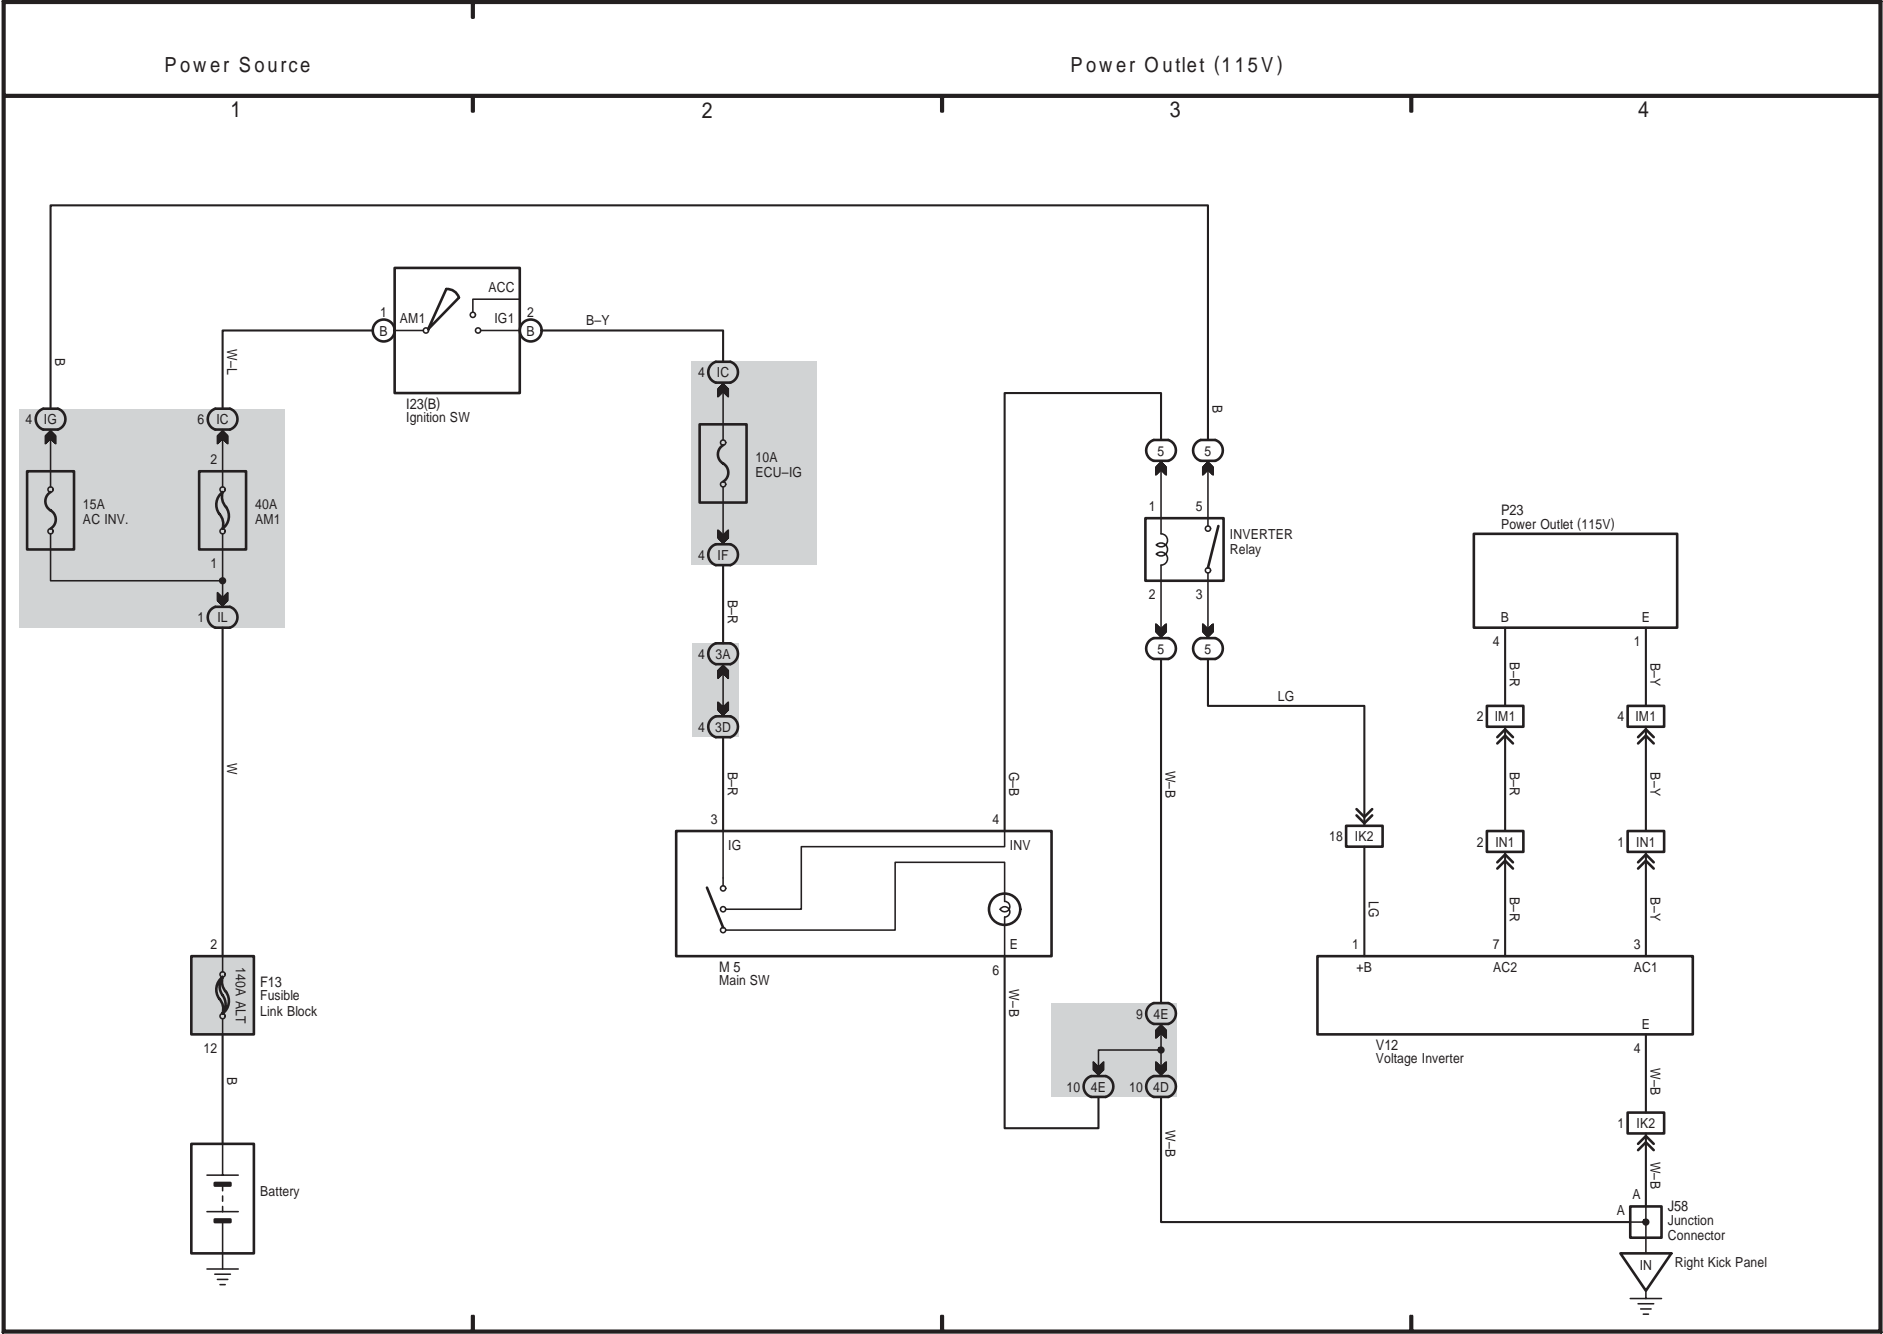 Power Source
Power Outlet (115V)
1
2
3
4
ACC
1
B
AM1
IG1
2
B
B–Y
I23(B)
Ignition SW
B
W–L
4 IG
6 IC
2
15A
AC INV.
40A
AM1
1
1 IL
W
2
140A ALT
F13
Fusible
Link Block
12
B
Battery
4 IC
10A
ECU–IG
4 IF
B–R
4 3A
4 3D
B–R
3
4
IG
INV
E
M 5
Main SW
6
G–B
W–B
B
5
5
1
5
INVERTER
Relay
2
3
5
5
LG
W–B
9 4E
10 4E
10 4D
W–B
18 IK2
LG
P23
Power Outlet (115V)
B
E
4
1
B–R
B–Y
2 IM1
4 IM1
B–R
B–Y
2 IN1
1 IN1
B–R
B–Y
1
7
3
+B
AC2
AC1
E
V12
Voltage Inverter
4
W–B
1 IK2
W–B
A
A
J58
Junction
Connector
IN
Right Kick Panel